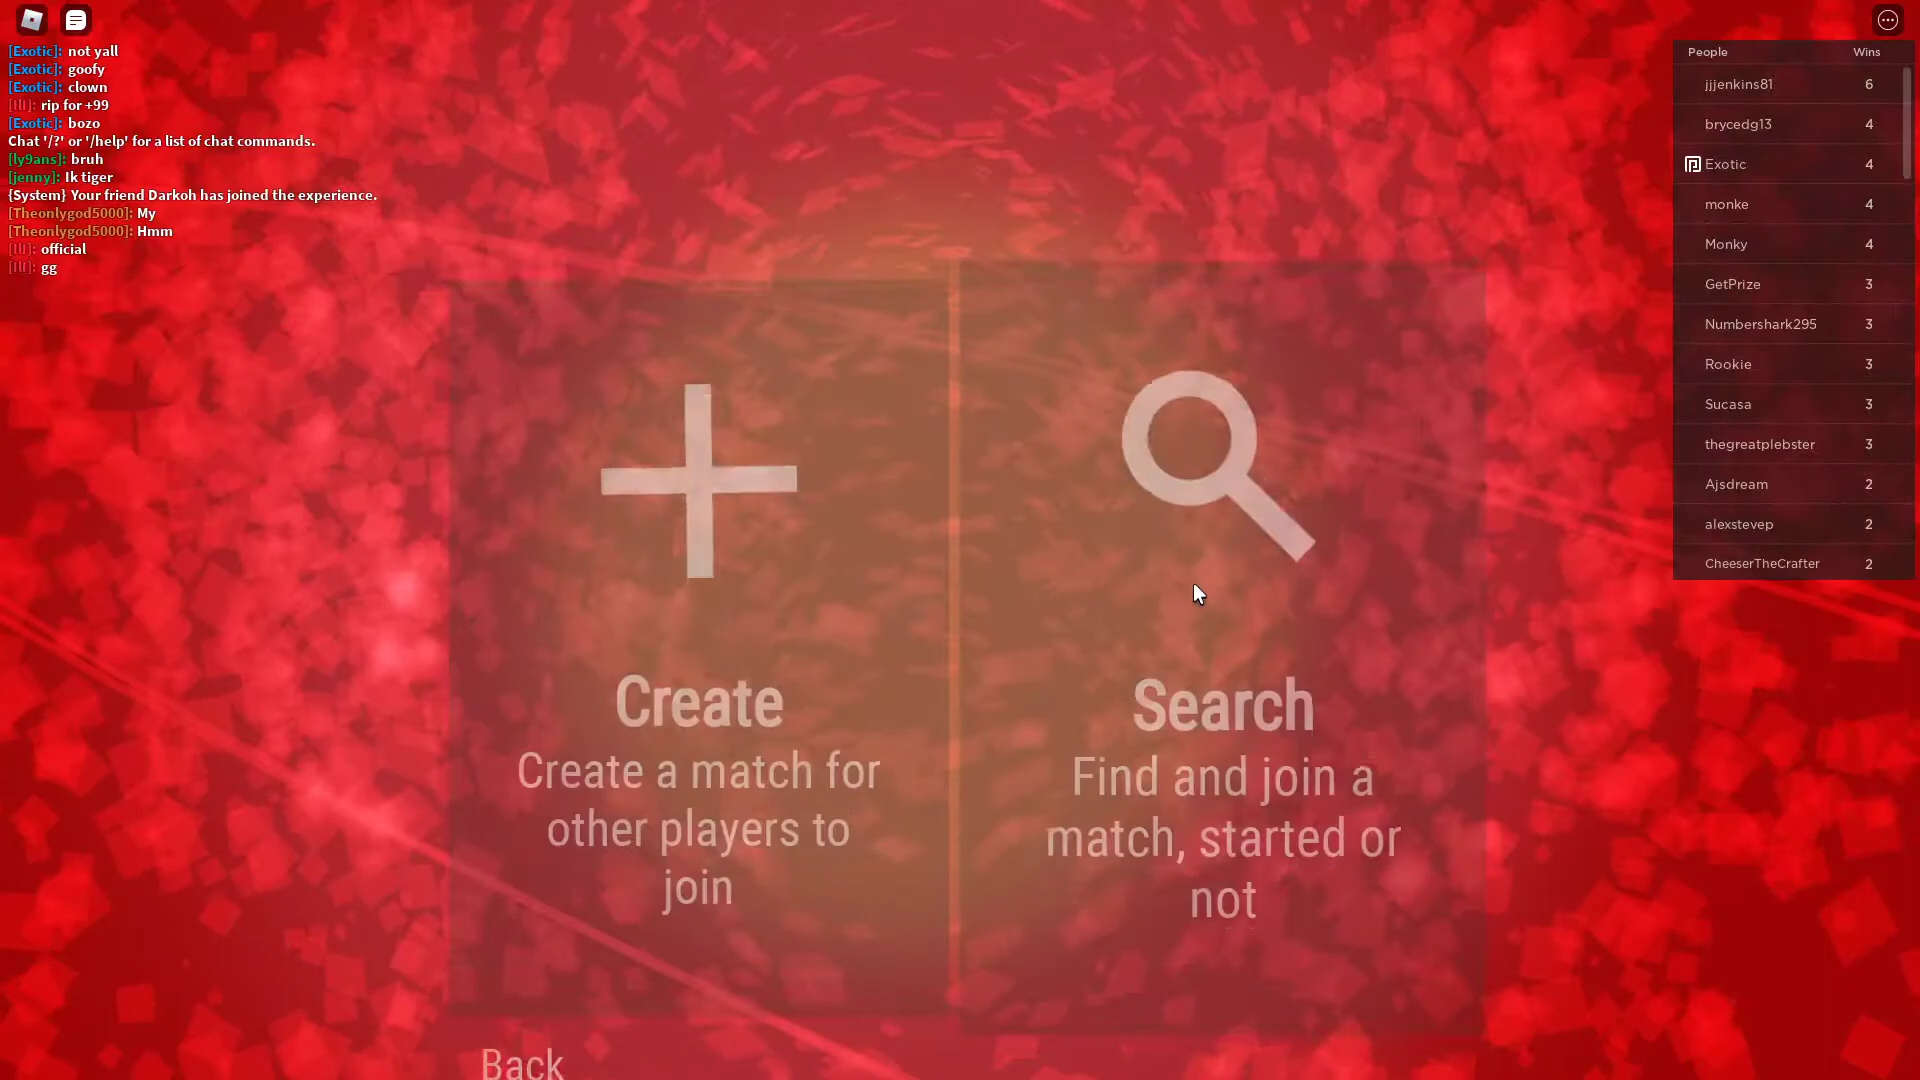 [Exotic]: not yall
[Exotic]: goofy
[Exotic]: clown
[Ili]: rip for +99
[Exotic]: bozo
Chat '/?' or '/help' for a list of chat commands.
[ly9ans]: bruh
[jenny]: Ik tiger
{System} Your friend Darkoh has joined the experience.
[Theonlygod5000]: My
[Theonlygod5000]: Hmm
official
gg
People Wins
jjjenkins81 6
brycedg13 4
Exotic 4
monke 4
Monky 4
GetPrize 3
Numbershark295 3
Rookie 3
Sucasa 3
thegreatplebster 3
Ajsdream 2
alexstevep 2
CheeserTheCrafter 2
Create
Create a match for
other players to
join
Search
Find and join a
match, started or
not
Back